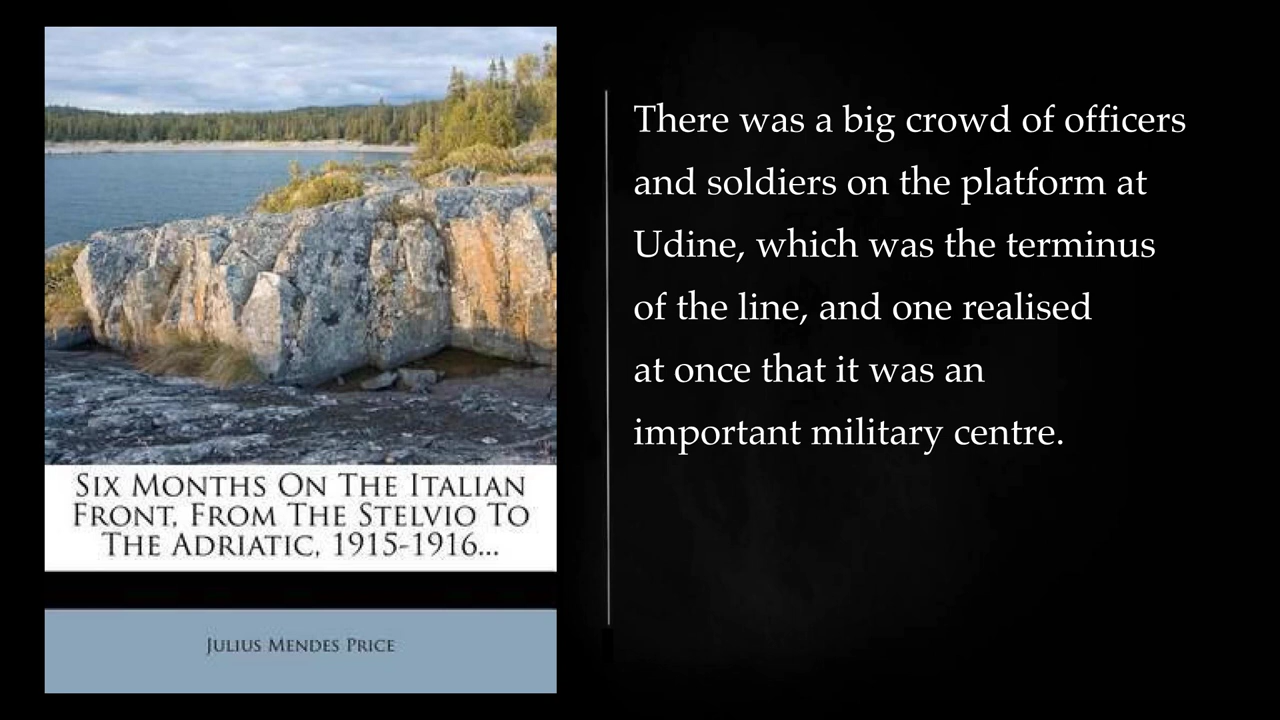 There was a big crowd of officers
and soldiers on the platform at
Udine, which was the terminus
of the line, and one realised
at once that it was an
important military centre.
Six Months On The Italian
Front, From The Stelvio To
The Adriatic, 1915-1916...
Julius Mendes Price